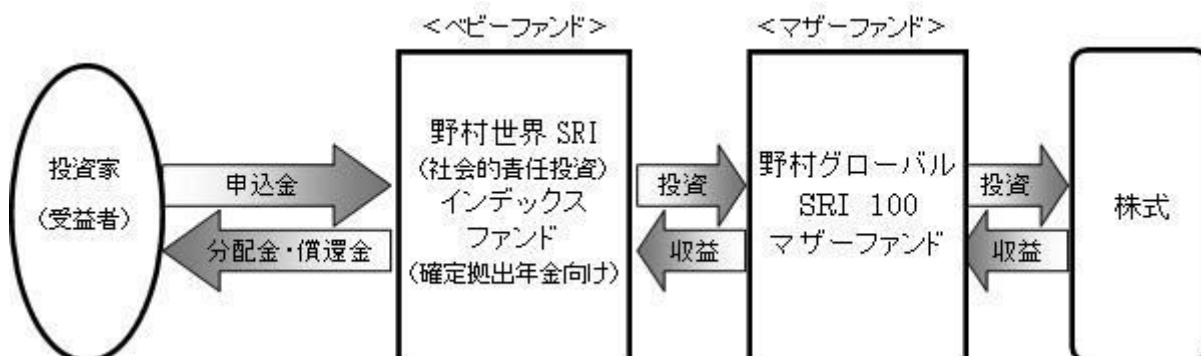 ＜ベビーファンド＞
＜マザーファンド＞
投資家
（受益者）
申込金
分配金・償還金
野村世界 SRI
（社会的責任投資）
インデックス
ファンド
（確定拠出年金向け）
投資
収益
野村グローバル
SRI 100
マザーファンド
投資
収益
株式